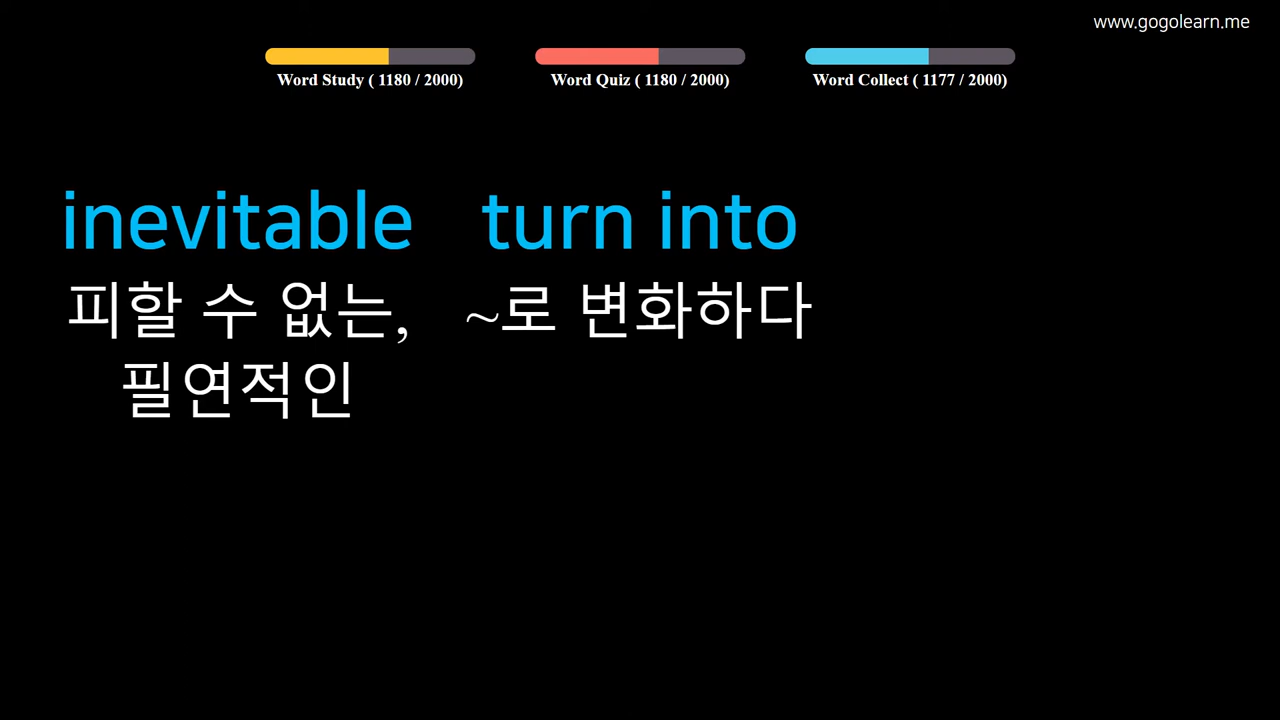 www.gogolearn.me
Word Study ( 1180 / 2000)
Word Quiz ( 1180 / 2000)
Word Collect ( 1177 / 2000)
inevitable
피할 수 없는,
필연적인
turn into
~로 변화하다